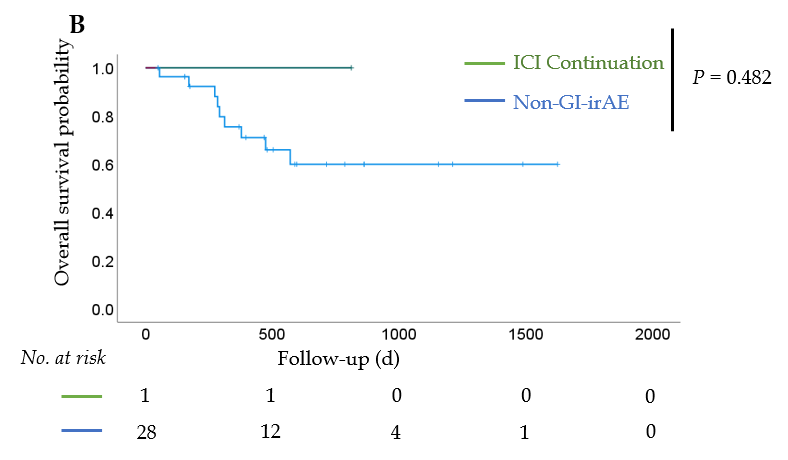 B
Overall survival probability
1.0
0.8
0.6
0.4
0.2
0.0
ICI Continuation
Non-GI-irAE
P = 0.482
0 500 1000 1500 2000
Follow-up (d)
No. at risk
1 1 0 0 0
28 12 4 1 0